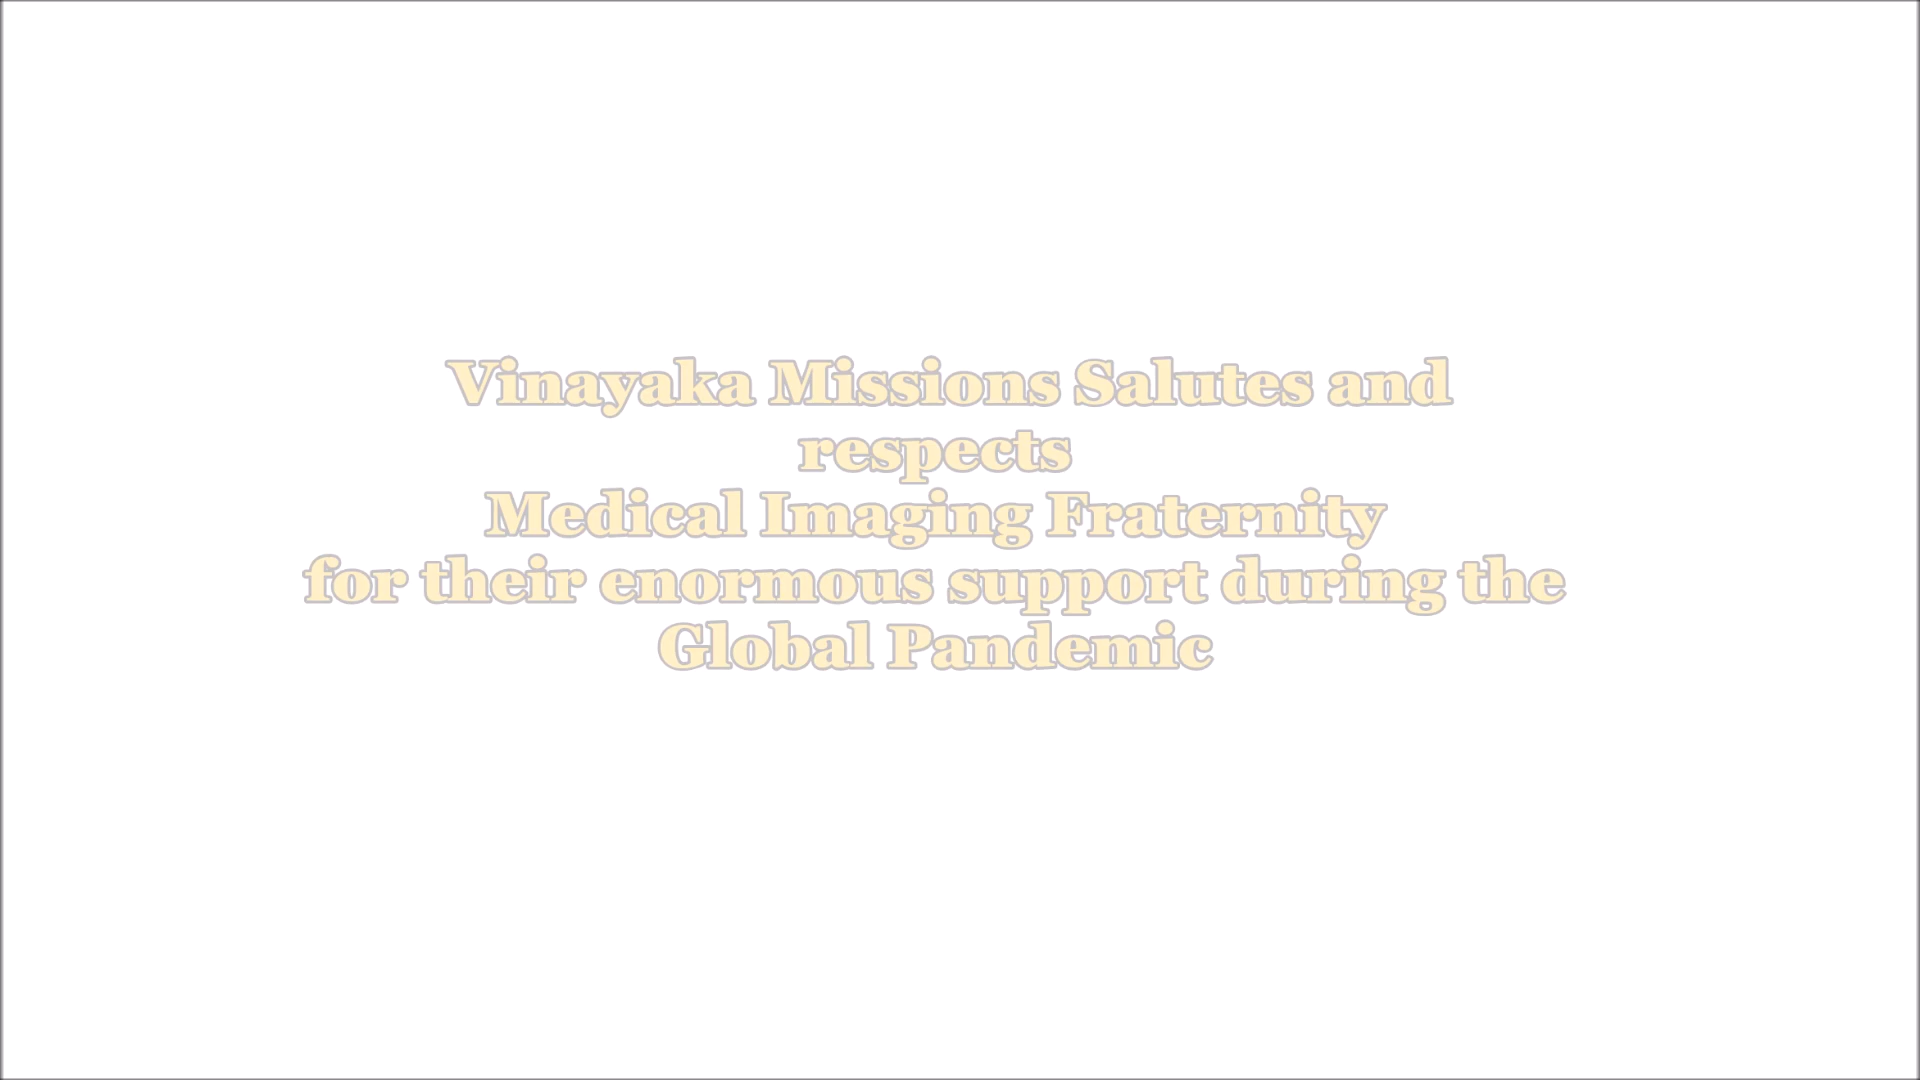 Vinayaka Missions Salutes and
respects
Medical Imaging Fraternity
for their enormous support during the
Global Pandemic